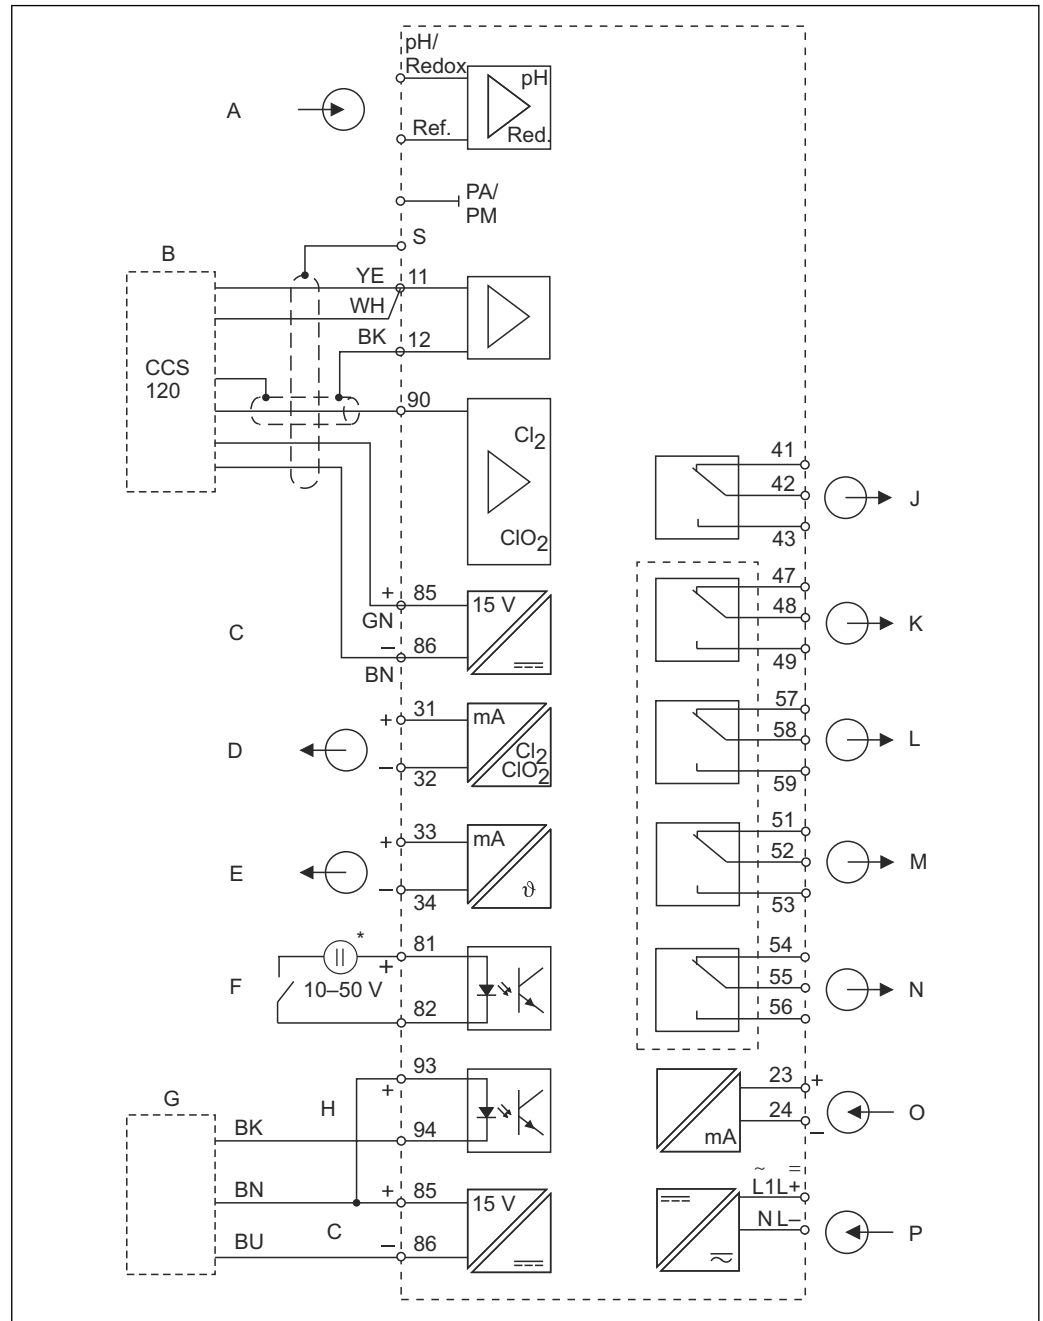 pH/
Redox
pH
A
Ref.
Red.
PA/
PM
S
B
YE
11
WH
BK
12
CCS
120
90
Cl2
ClO2
+
85
15 V
GN
C
–
86
BN
31
+
mA
D
Cl2
ClO2
–
32
33
+
mA
E
ϑ
–
34
*
81
+
F
10–50 V
82
93
+
G
H
BK
94
BN
+
85
15 V
C
BU
–
86
41
42
J
43
47
48
K
49
57
58
L
59
51
52
M
53
54
55
N
56
23
+
24
O
mA
–
~ =
L1L+
N L–
P